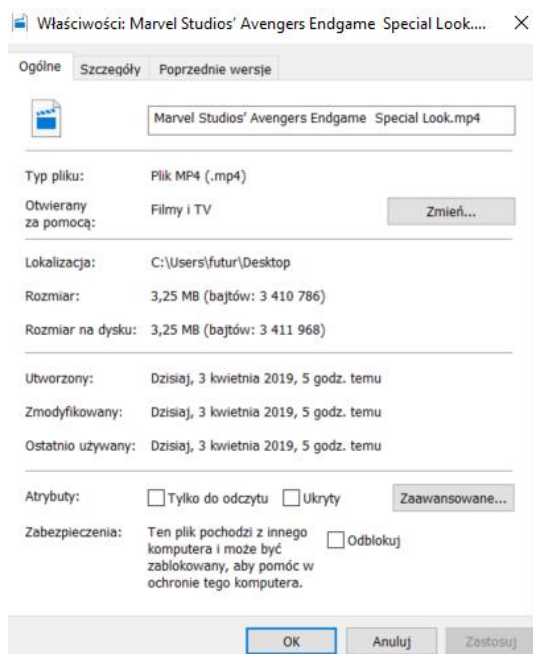 Właściwości: Marvel Studios’ Avengers Endgame  Special Look....
Ogólne Szczegóły Poprzednie wersje
Marvel Studios’ Avengers Endgame  Special Look.mp4
Typ pliku: Plik MP4 (.mp4)
Otwierany za pomocą: Filmy i TV Zmień...
Lokalizacja: C:\Users\futur\Desktop
Rozmiar: 3,25 MB (bajtów: 3 410 786)
Rozmiar na dysku: 3,25 MB (bajtów: 3 411 968)
Utworzony: Dzisiaj, 3 kwietnia 2019, 5 godz. temu
Zmodyfikowany: Dzisiaj, 3 kwietnia 2019, 5 godz. temu
Ostatnio używany: Dzisiaj, 3 kwietnia 2019, 5 godz. temu
Atrybuty: Tylko do odczytu Ukryty Zaawansowane...
Zabezpieczenia: Ten plik pochodzi z innego
komputera i może być
zablokowany, aby pomóc w
ochronie tego komputera.
Odblokuj
OK Anuluj Zastosuj